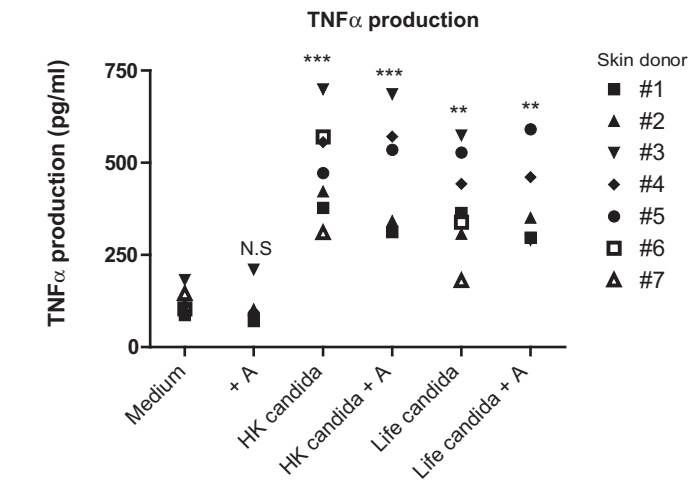 TNFα production
TNFα production (pg/ml)
750
500
250
0
N.S
***
***
**
**
Medium
+ A
HK candida
HK candida + A
Life candida
Life candida + A
Skin donor
#1
#2
#3
#4
#5
#6
#7